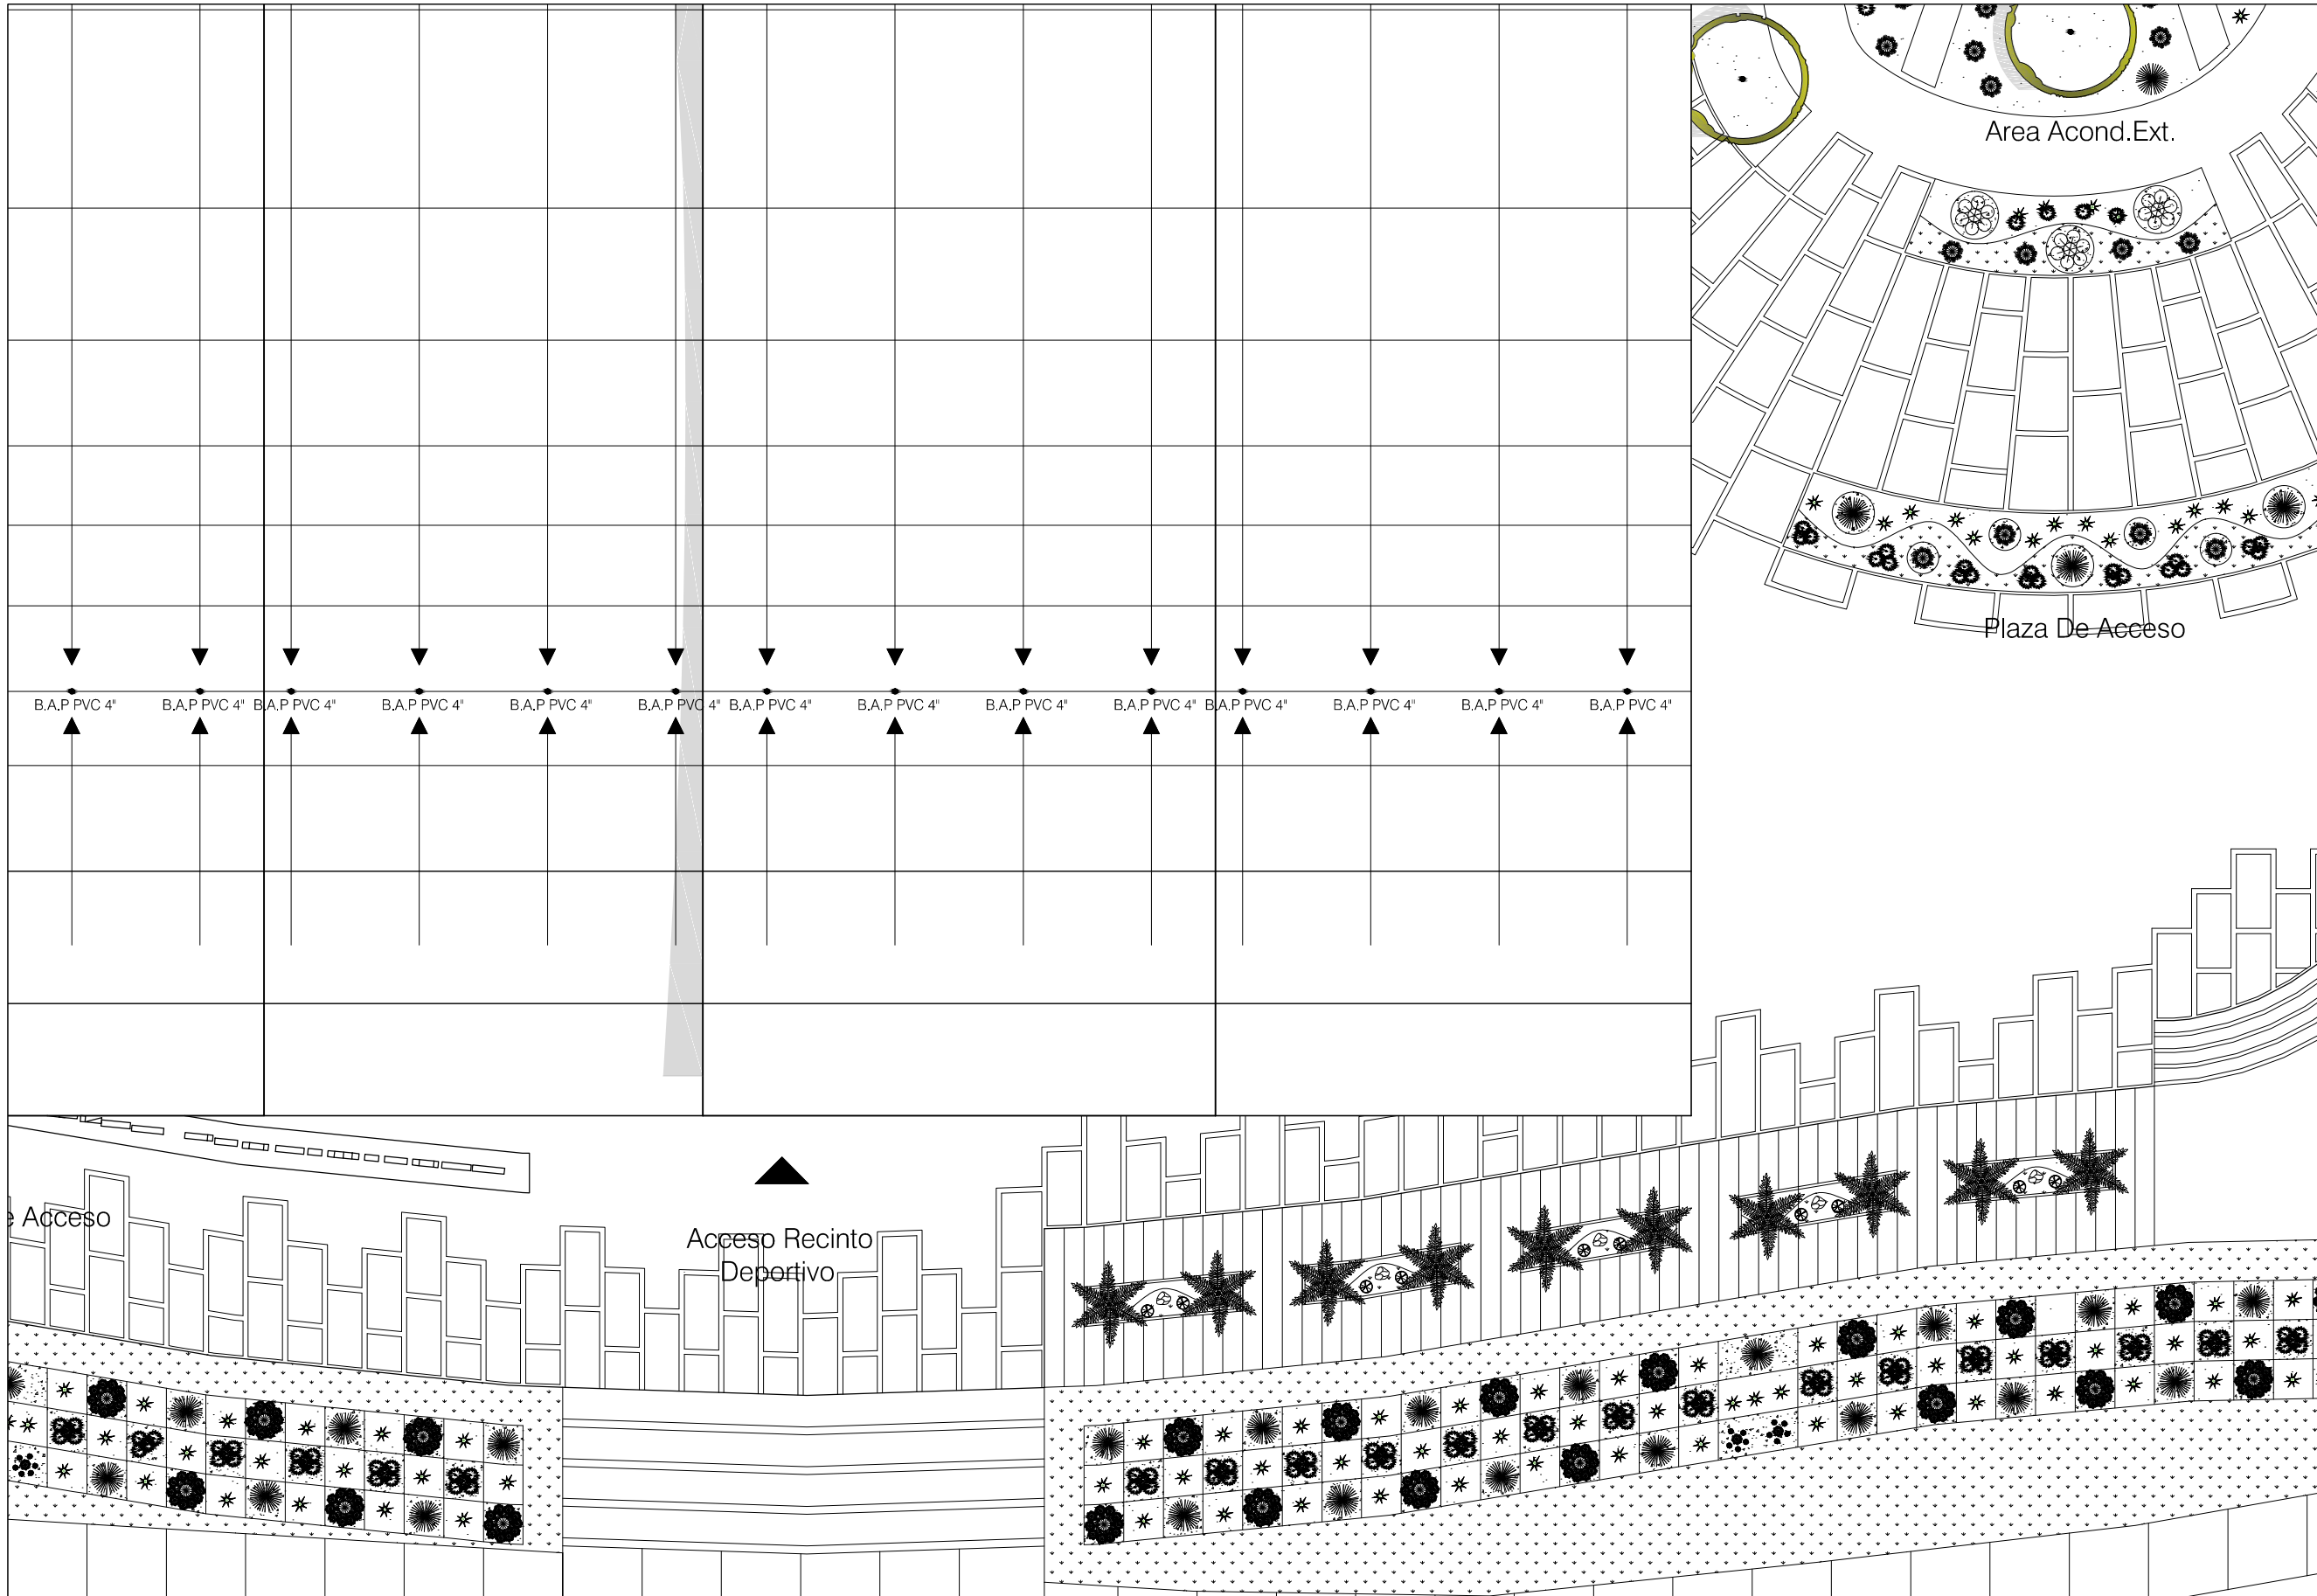 Area Acond.Ext.
Plaza De Acceso
B.A.P PVC 4" B.A.P PVC 4" B.A.P PVC 4" B.A.P PVC 4" B.A.P PVC 4" B.A.P PVC 4" B.A.P PVC 4" B.A.P PVC 4" B.A.P PVC 4" B.A.P PVC 4" B.A.P PVC 4" B.A.P PVC 4" B.A.P PVC 4" B.A.P PVC 4"
Acceso
Acceso Recinto
Deportivo